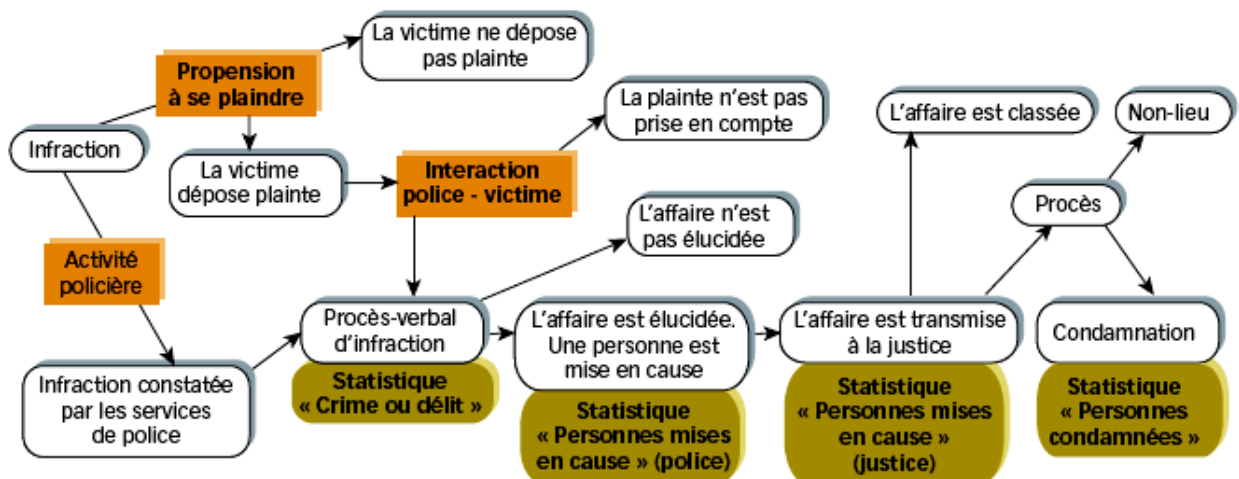 La victime ne dépose
pas plainte
Propension
à se plaindre
La plainte n'est pas
prise en compte
L'affaire est classée
Non-lieu
Infraction
La victime
dépose plainte
Interaction
police - victime
Procès
L'affaire n'est
pas élucidée
Activité
policière
Procès-verbal
d'infraction
L'affaire est élucidée.
Une personne est
mise en cause
L'affaire est transmise
à la justice
Condamnation
Infraction constatée
par les services
de police
Statistique
« Crime ou délit »
Statistique
« Personnes mises
en cause » (police)
Statistique
« Personnes mises
en cause »
(justice)
Statistique
« Personnes
condamnées »